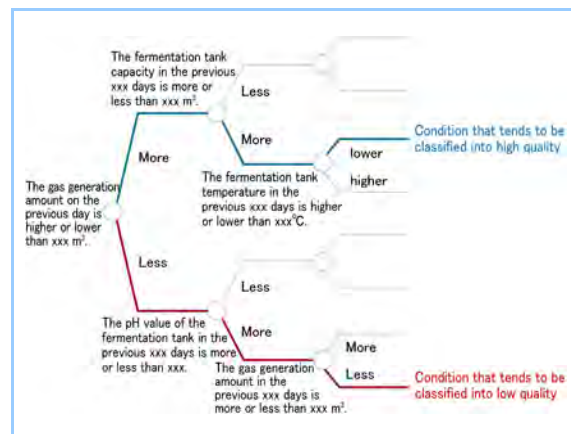 The fermentation tank
capacity in the previous
xxx days is more or
less than xxx m³.
Less
More
More
lower
higher
Condition that tends to be
classified into high quality
The fermentation tank
temperature in the
previous xxx days is higher
or lower than xxx⁰C.
The gas generation
amount on the
previous day is
higher or lower
than xxx m³.
Less
Less
More
The pH value of the
fermentation tank in the
previous xxx days is more
or less than xxx.
The gas generation
amount in the
previous xxx days is
more or less than xxx m³.
More
Less
Condition that tends to be
classified into low quality